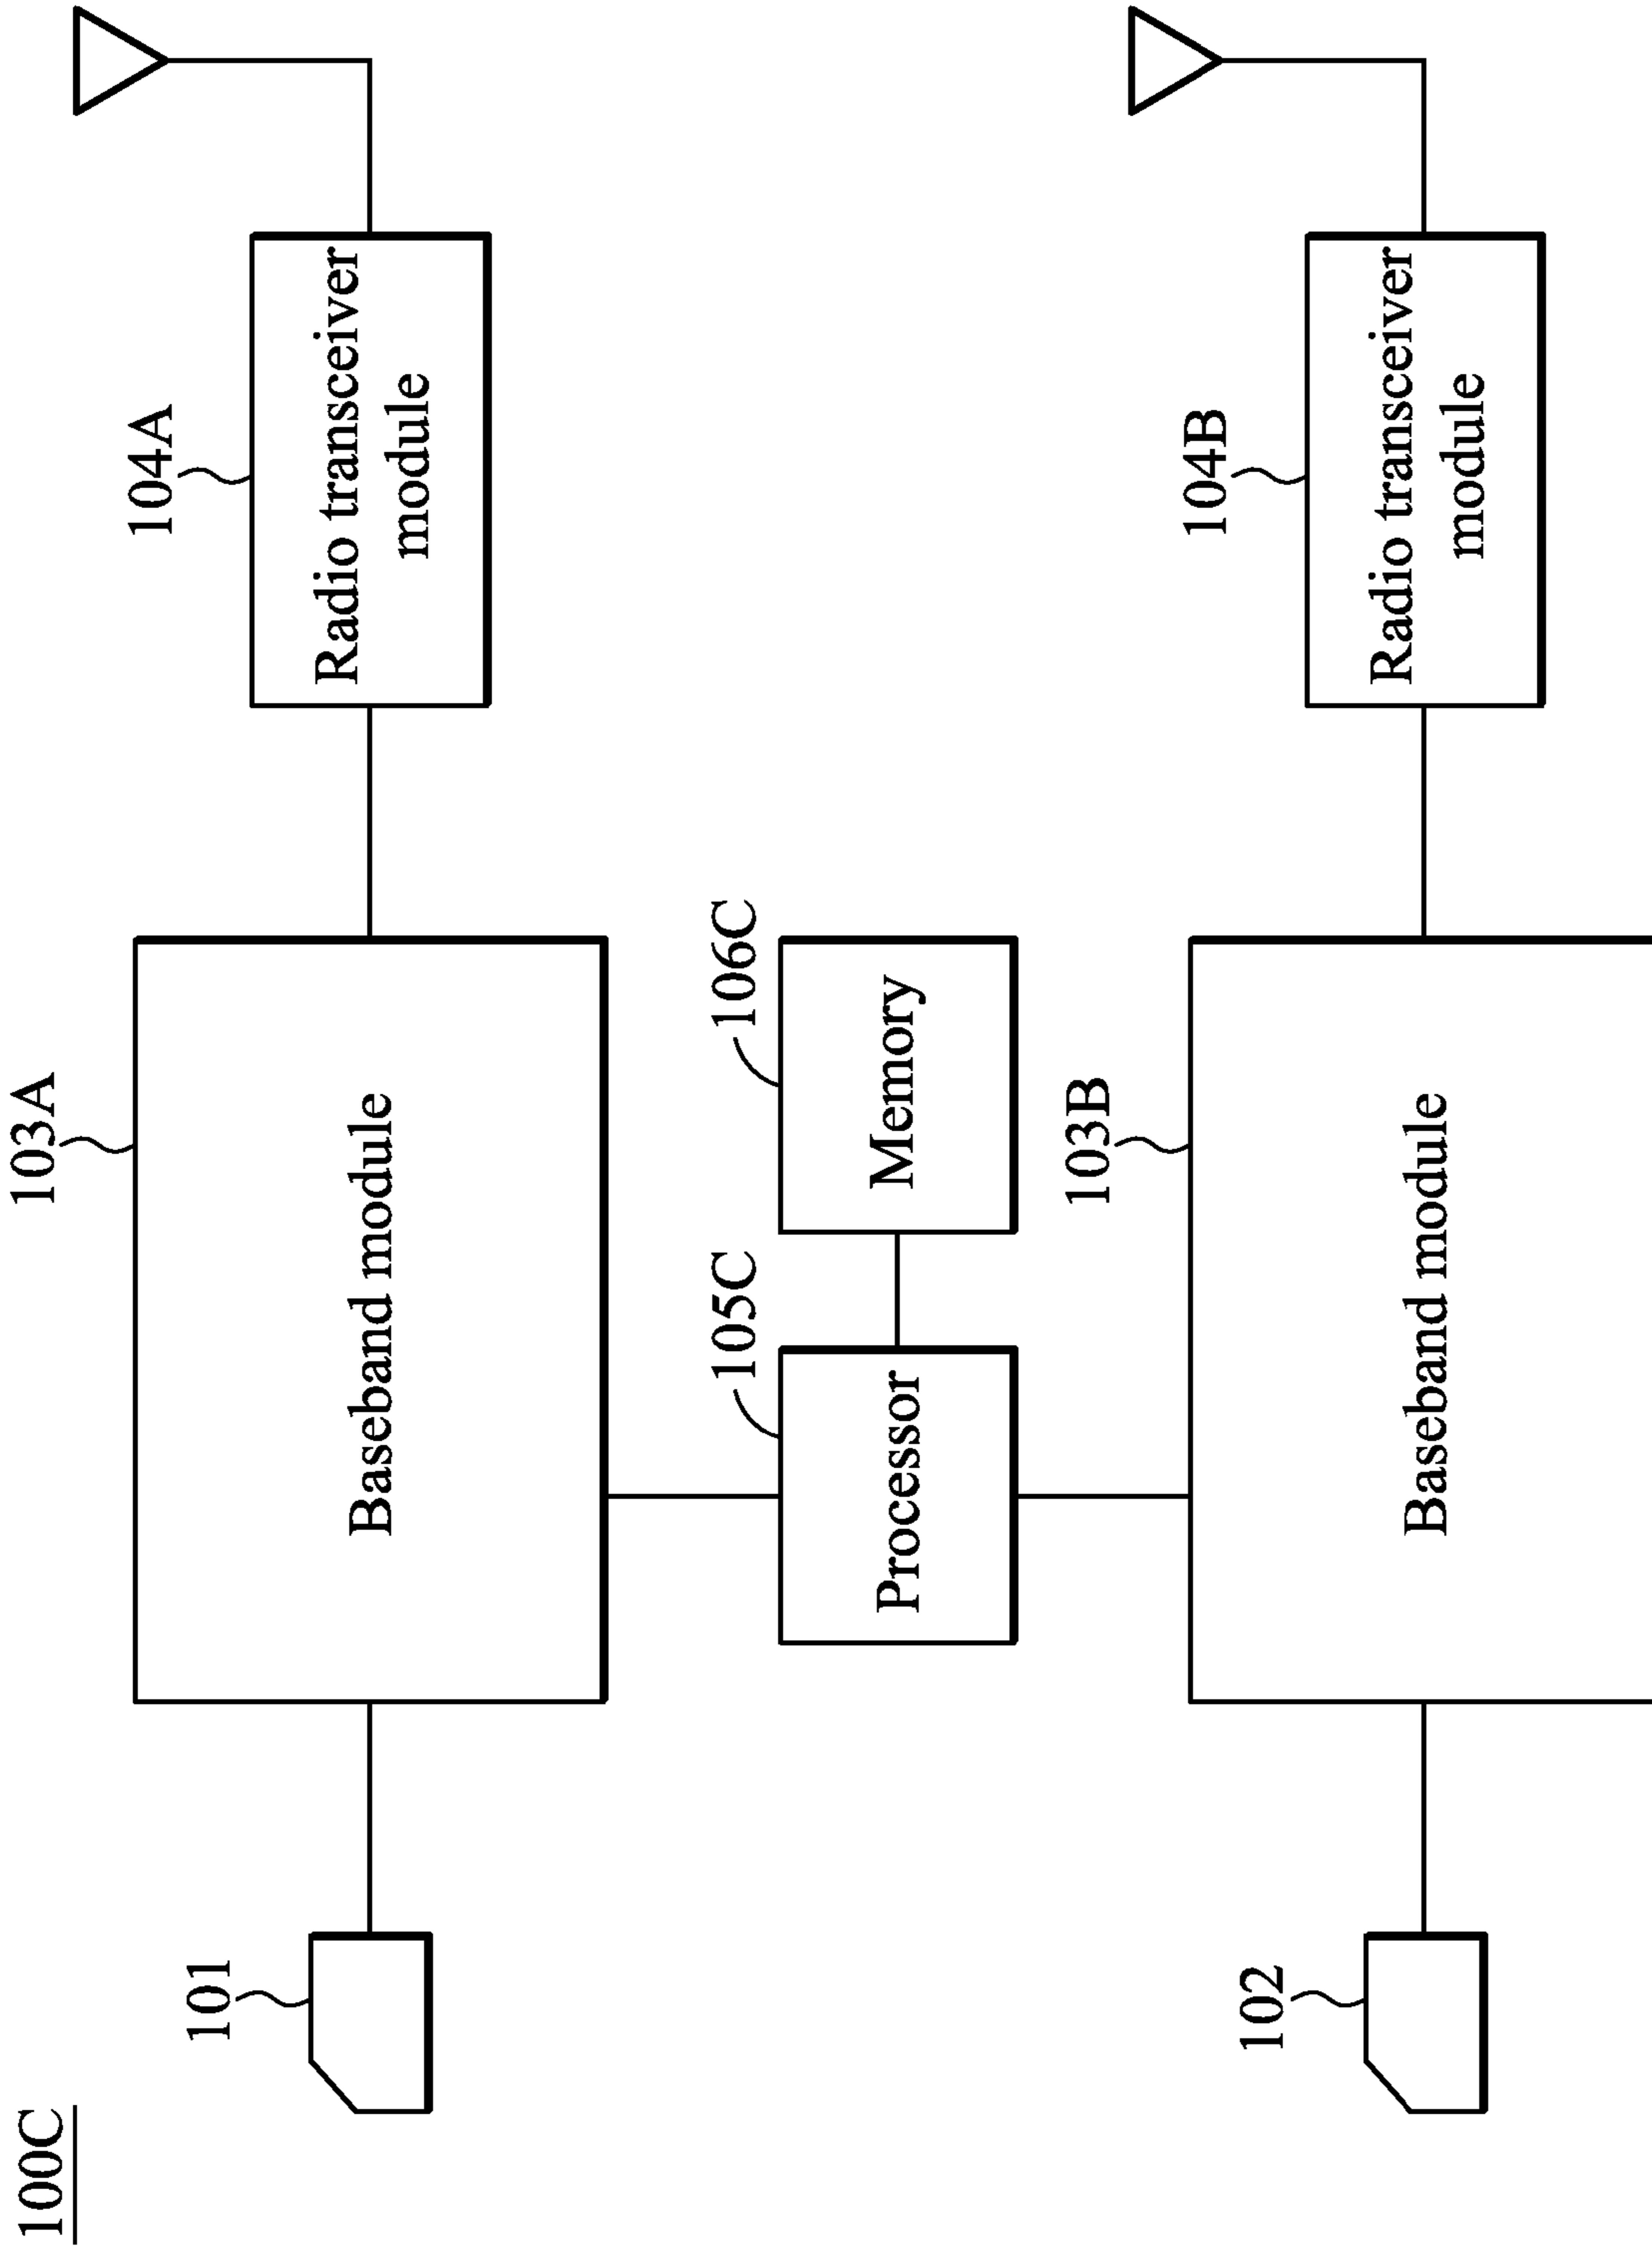 100C
101
103A
Baseband module
104A
Radio transceiver
module
105C
Processor
106C
Memory
102
103B
Baseband module
104B
Radio transceiver
module